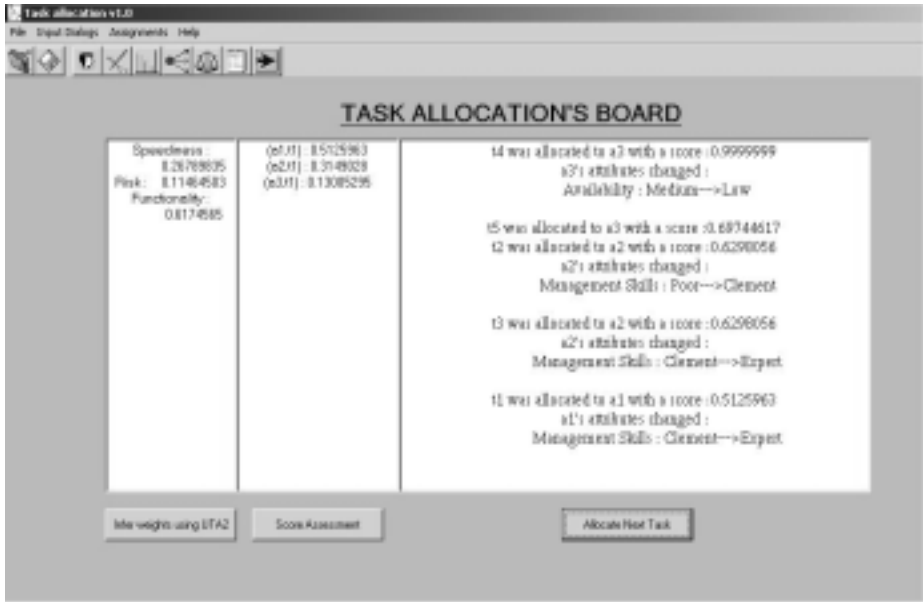 Task allocation v1.0
File Input Dialogs Assignments Help
TASK ALLOCATION'S BOARD
Speediness :
0.26789835
Risk : 0.11464503
Functionality :
0.6174565
(a1,t1) : 0.5125963
(a2,t1) : 0.3149028
(a3,t1) : 0.13085295
t4 was allocated to a3 with a score :0.9999999
a3's attributes changed :
Availability : Medium--->Low
t5 was allocated to a3 with a score :0.69744617
t2 was allocated to a2 with a score :0.6298056
a2's attributes changed :
Management Skills : Poor--->Clement
t3 was allocated to a2 with a score :0.6298056
a2's attributes changed :
Management Skills : Clement--->Expert
t1 was allocated to a1 with a score :0.5125963
a1's attributes changed :
Management Skills : Clement--->Expert
Infer weights using UTA2
Score Assessment
Allocate Next Task